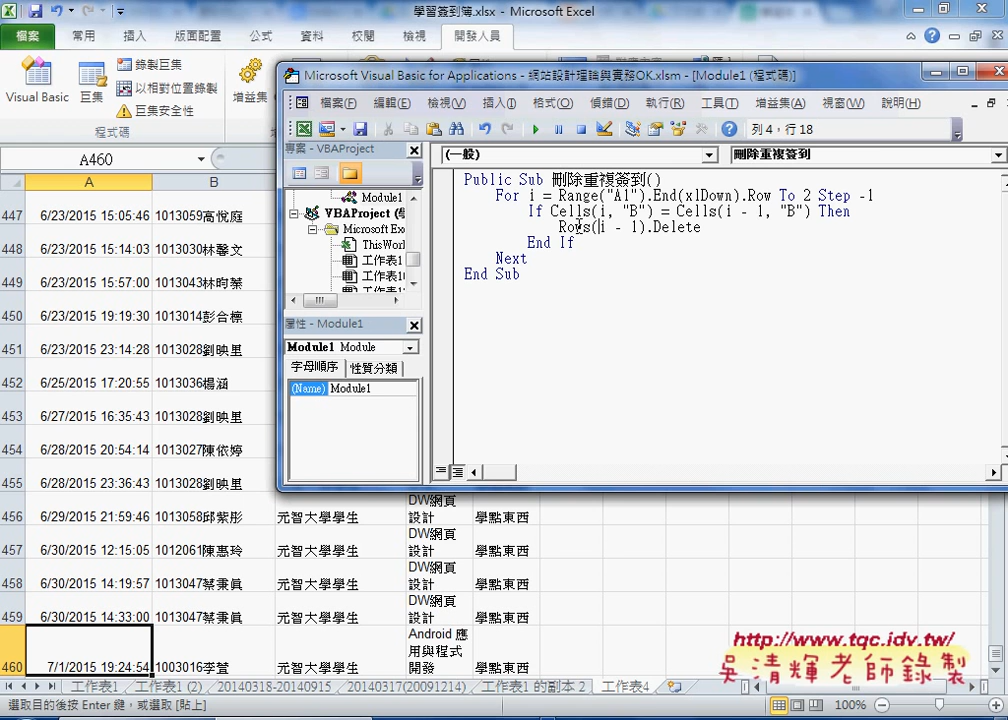 學習簽到簿.xlsx - Microsoft Excel
檔案 常用 插入 版面配置 公式 資料 校閱 檢視 開發人員
Visual Basic 巨集 錄製巨集 以相對位置錄製 巨集安全性 增益集
程式碼
A460
Microsoft Visual Basic for Applications - 網站設計理論與實務OK.xlsm - [Module1 (程式碼)]
檔案(F) 編輯(E) 檢視(V) 插入(I) 格式(O) 偵錯(D) 執行(R) 工具(T) 增益集(A) 視窗(W) 說明(H)
列 4，行 18
專案 - VBAProject
(一般) 刪除重複簽到
Module1
VBAProject
Microsoft Exc
ThisWorl
工作表1
工作表1
屬性 - Module1
Module1 Module
字母順序 性質分類
(Name) Module1
Public Sub 刪除重複簽到()
For i = Range("A1").End(xlDown).Row To 2 Step -1
If Cells(i, "B") = Cells(i - 1, "B") Then
Rows(i - 1).Delete
End If
Next
End Sub
A B
447 6/23/2015 15:05:46 1013059高悅庭
448 6/23/2015 15:30:03 1013034林馨文
449 6/23/2015 15:57:00 1013043林昀棻
450 6/23/2015 19:19:30 1013014彭合檍
451 6/23/2015 23:14:28 1013028劉映里
452 6/25/2015 17:20:55 1013036楊涵
453 6/27/2015 16:35:43 1013028劉映里
454 6/28/2015 20:54:14 1013027陳依婷
455 6/28/2015 23:36:43 1013028劉映里
456 6/29/2015 21:59:46 1013058邱紫彤 元智大學學生 DW網頁設計 學點東西
457 6/30/2015 12:15:05 1012061陳惠玲 元智大學學生 DW網頁設計 學點東西
458 6/30/2015 14:19:57 1013047蔡秉眞 元智大學學生 DW網頁設計 學點東西
459 6/30/2015 14:33:00 1013047蔡秉眞 元智大學學生 DW網頁設計 學點東西
460 7/1/2015 19:24:54 1003016李萱 元智大學學生 Android 應用與程式開發 學點東西
http://www.tqc.idv.tw/
吳清輝老師錄製
工作表1 工作表1 (2) 20140318-20140915 20140317(20091214) 工作表1 的副本 2 工作表4
選取目的後按 Enter 鍵，或選取 [貼上] 100%